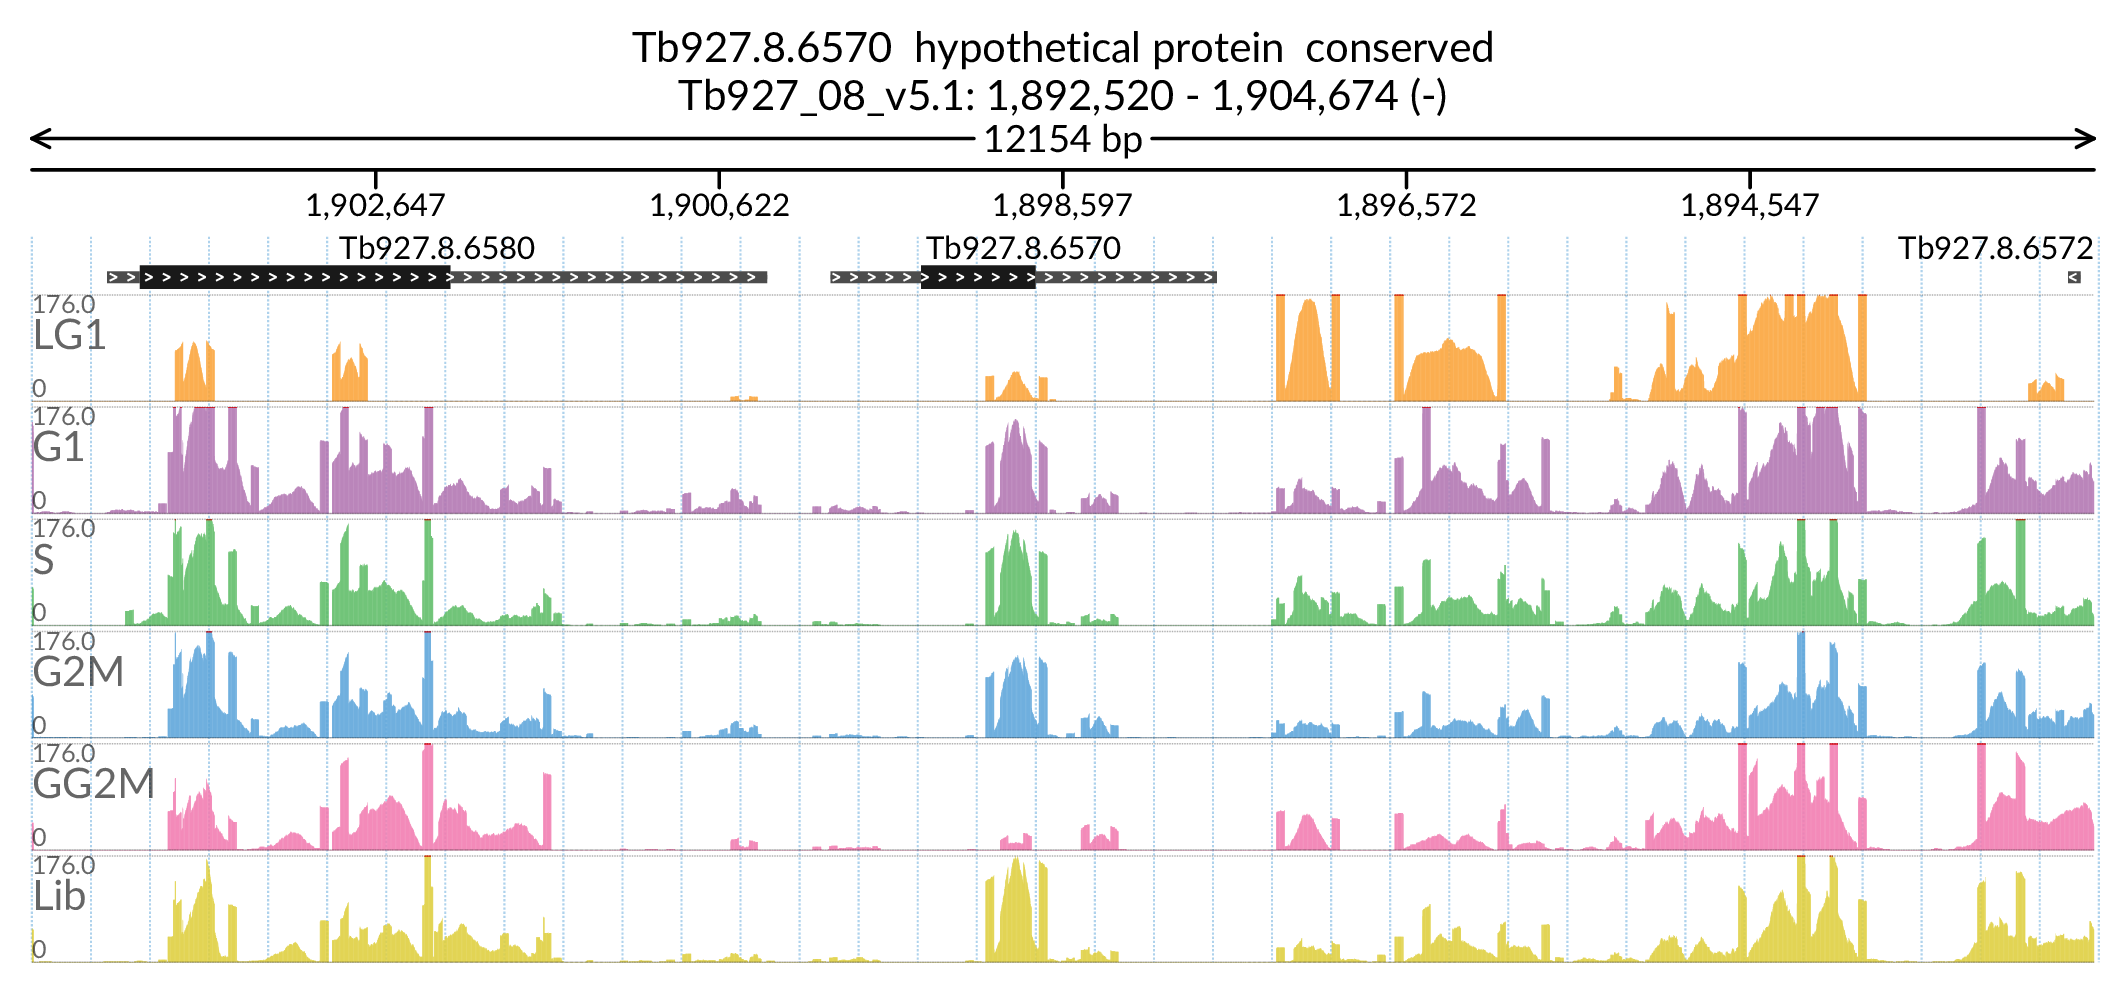 Tb927.8.6570 hypothetical protein conserved
Tb927_08_v5.1: 1,892,520 - 1,904,674 (-)
12154 bp
1,902,647 1,900,622 1,898,597 1,896,572 1,894,547
Tb927.8.6580 Tb927.8.6570 Tb927.8.6572
176.0
LG1
0
176.0
G1
0
176.0
S
0
176.0
G2M
0
176.0
GG2M
0
176.0
Lib
0